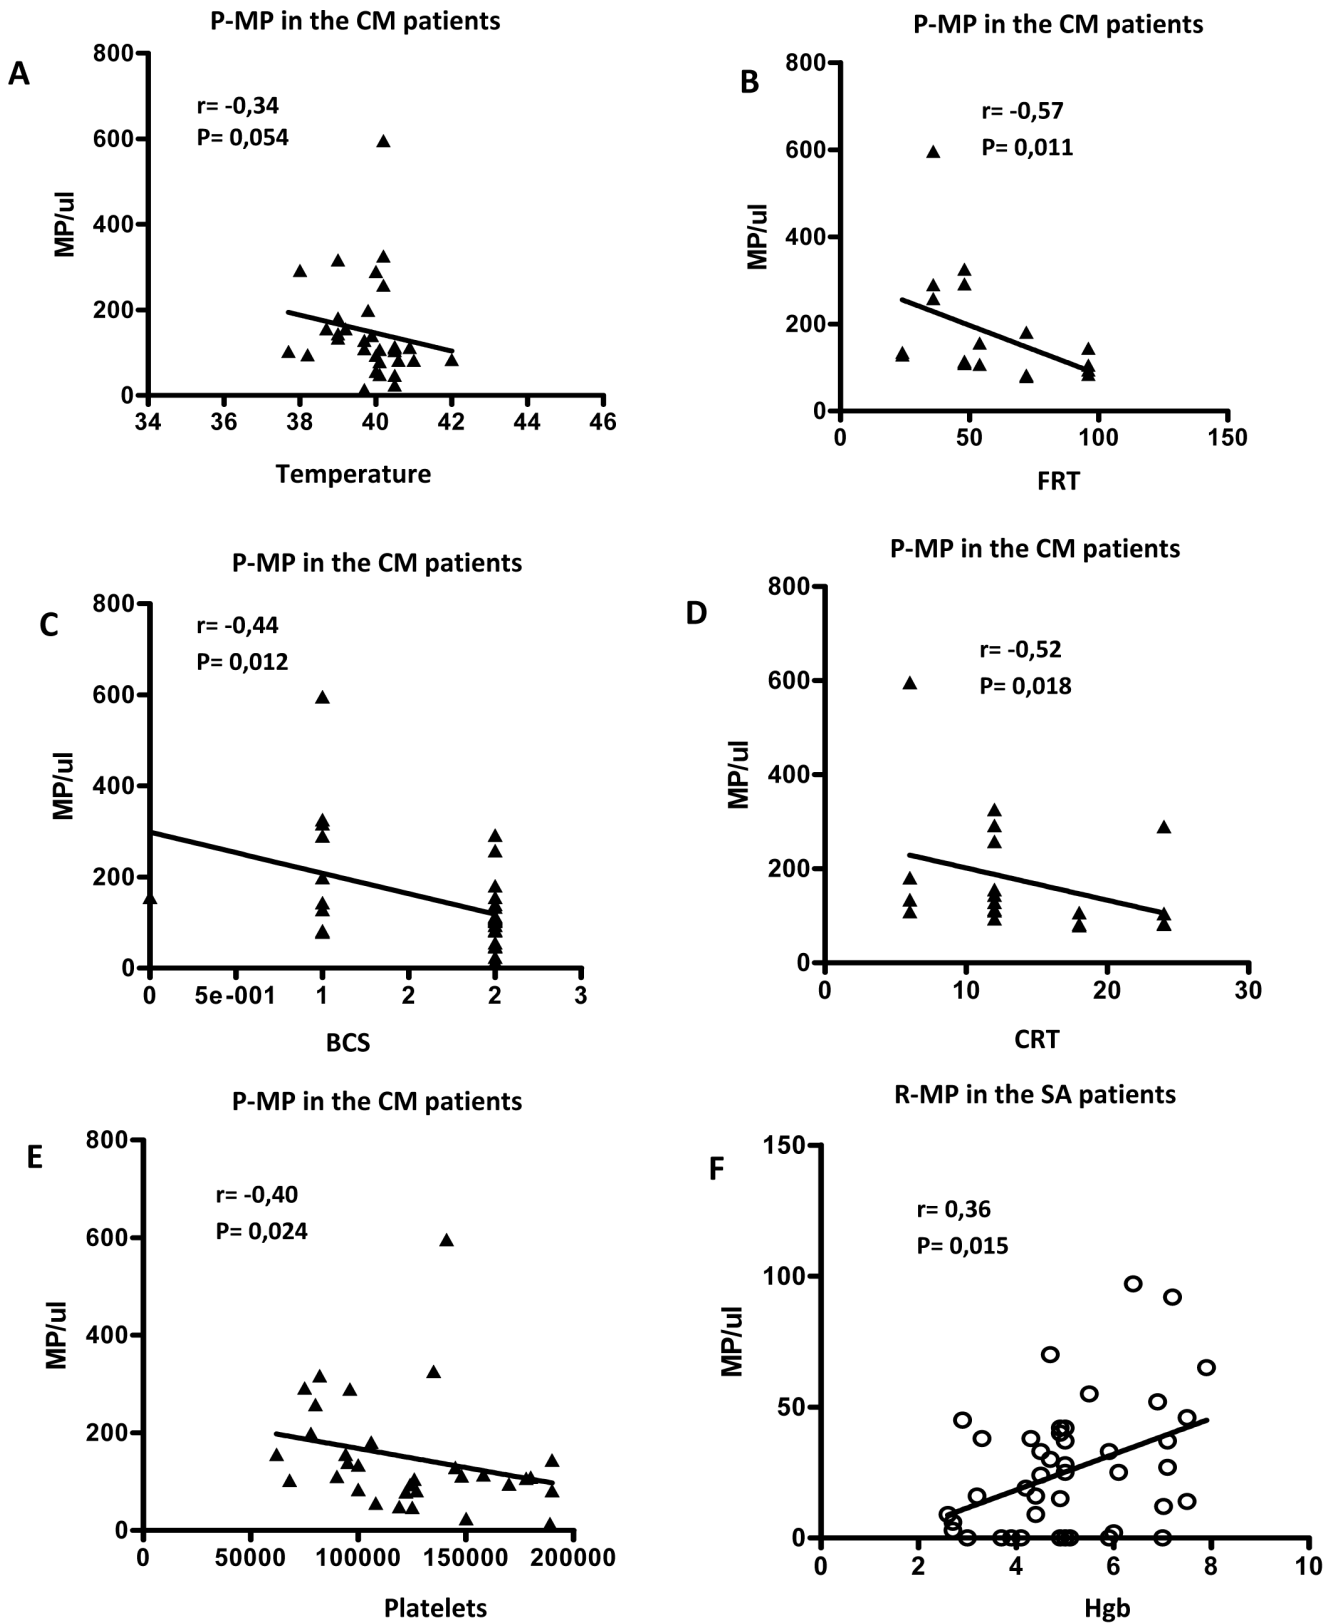 P-MP in the CM patients
A
r= -0,34
P= 0,054
800
600
400
200
0
MP/ul
34 36 38 40 42 44 46
Temperature
P-MP in the CM patients
B
r= -0,57
P= 0,011
800
600
400
200
0
MP/ul
0 50 100 150
FRT
P-MP in the CM patients
C
r= -0,44
P= 0,012
800
600
400
200
0
MP/ul
0 5e-001 1 2 2 3
BCS
P-MP in the CM patients
D
r= -0,52
P= 0,018
800
600
400
200
0
MP/ul
0 10 20 30
CRT
P-MP in the CM patients
E
r= -0,40
P= 0,024
800
600
400
200
0
MP/ul
0 50000 100000 150000 200000
Platelets
R-MP in the SA patients
F
r= 0,36
P= 0,015
150
100
50
0
MP/ul
0 2 4 6 8 10
Hgb